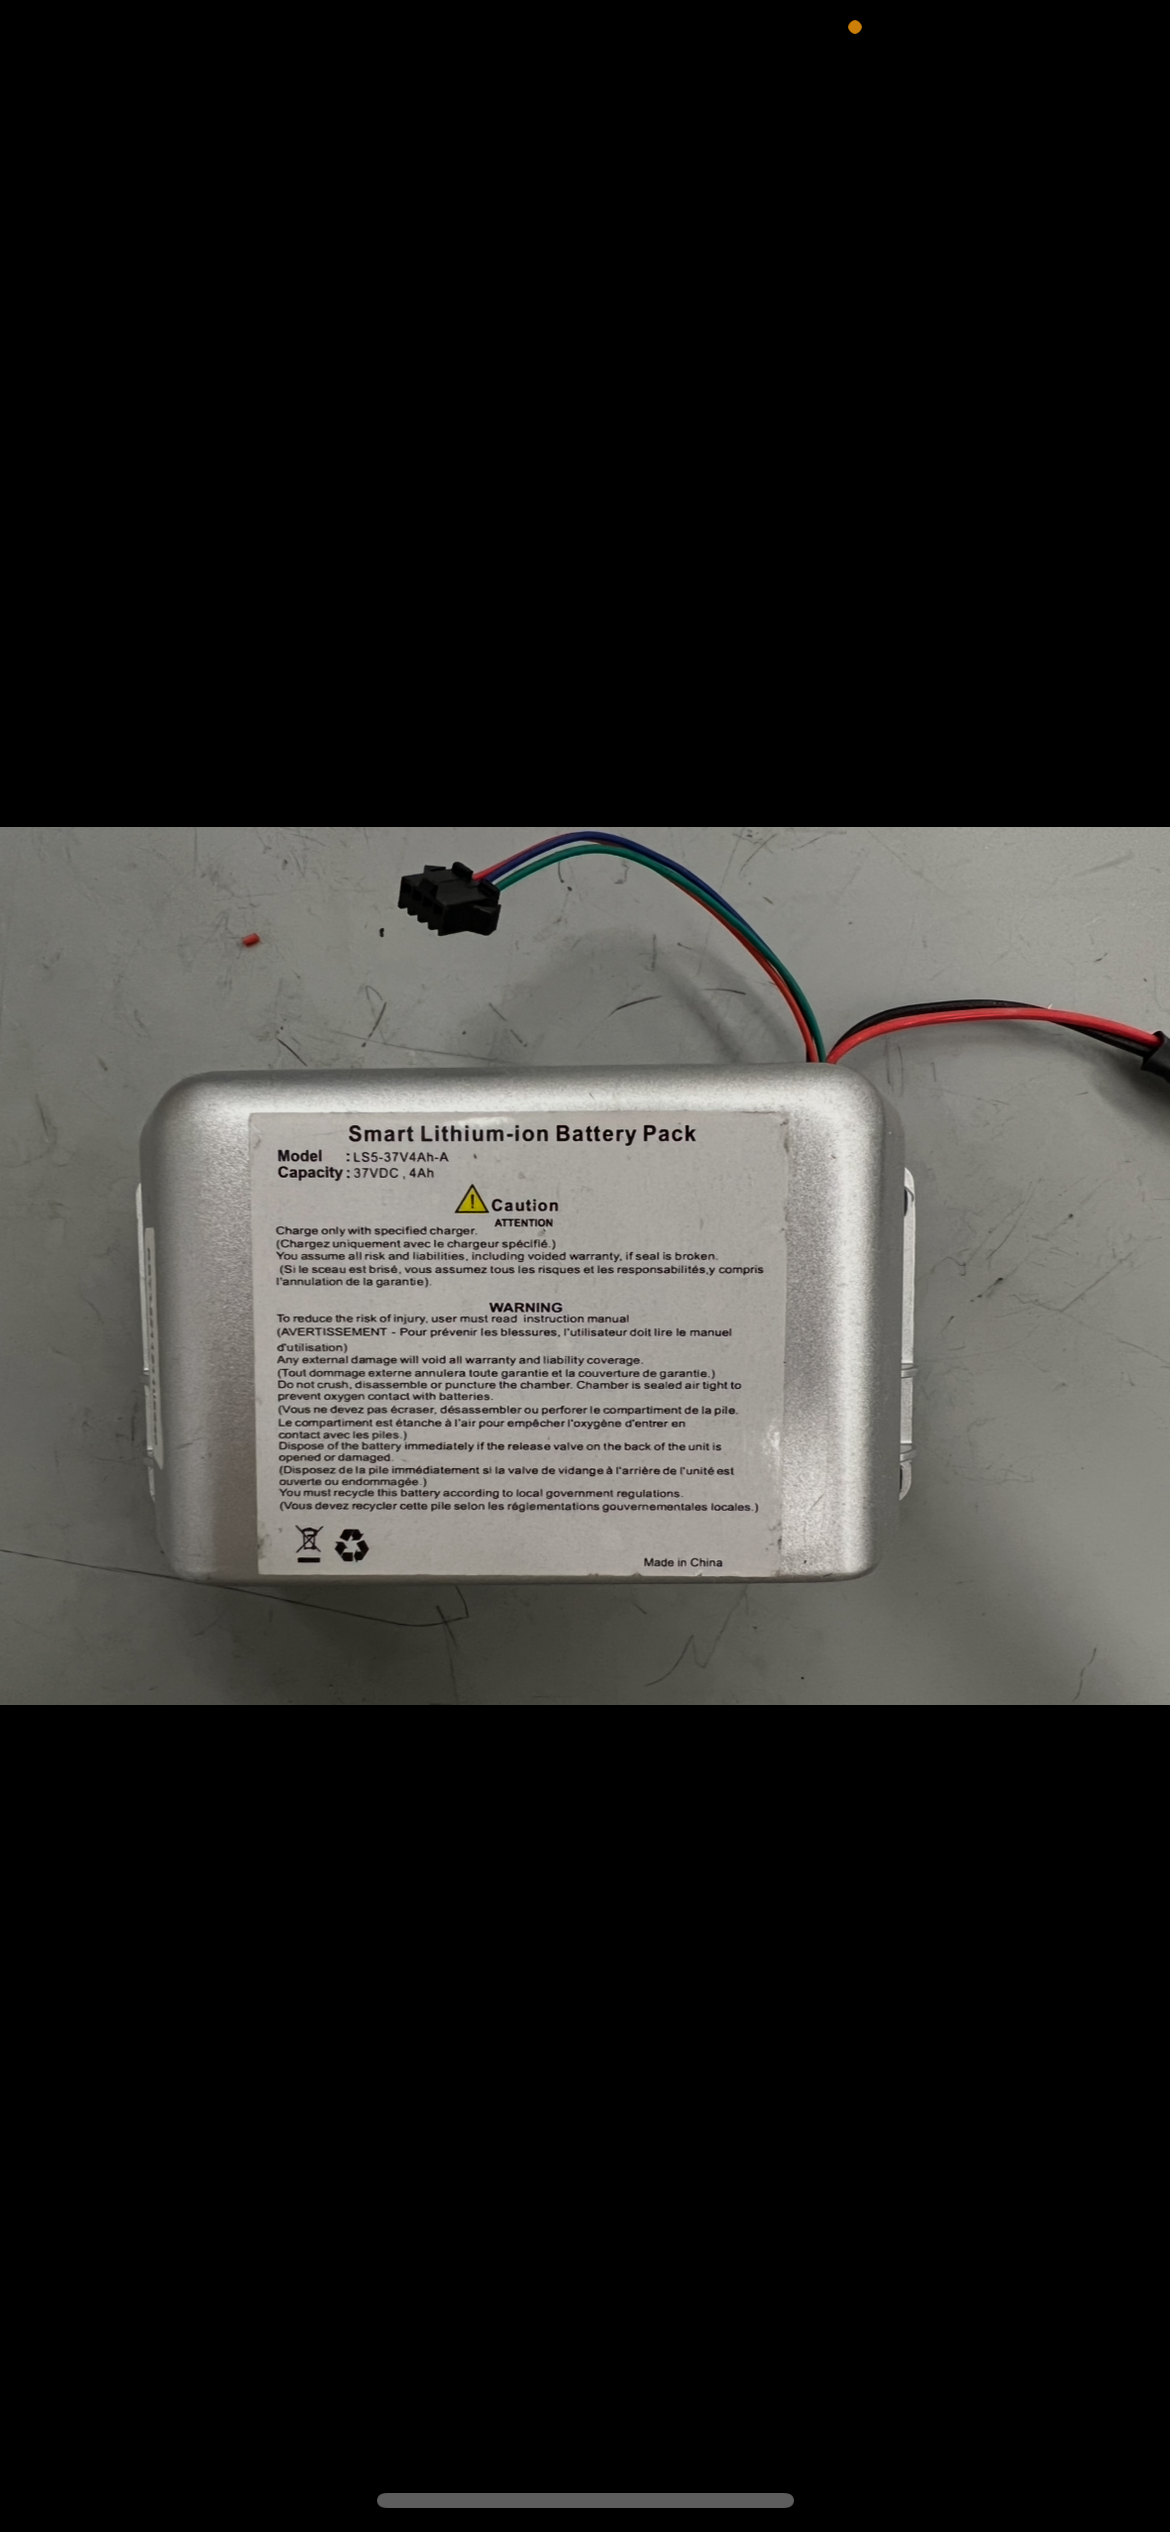 Smart Lithium-ion Battery Pack
Model : LS5-37V4Ah-A
Capacity : 37VDC , 4Ah
Caution
ATTENTION
Charge only with specified charger.
(Chargez uniquement avec le chargeur spécifié.)
You assume all risk and liabilities, including voided warranty, if seal is broken.
(Si le sceau est brisé, vous assumez tous les risques et les responsabilités,y compris
l'annulation de la garantie).
WARNING
To reduce the risk of injury, user must read instruction manual
(AVERTISSEMENT - Pour prévenir les blessures, l'utilisateur doit lire le manuel
d'utilisation)
Any external damage will void all warranty and liability coverage.
(Tout dommage externe annulera toute garantie et la couverture de garantie.)
Do not crush, disassemble or puncture the chamber. Chamber is sealed air tight to
prevent oxygen contact with batteries.
(Vous ne devez pas écraser, désassembler ou perforer le compartiment de la pile.
Le compartiment est étanche à l'air pour empêcher l'oxygène d'entrer en
contact avec les piles.)
Dispose of the battery immediately if the release valve on the back of the unit is
opened or damaged.
(Disposez de la pile immédiatement si la valve de vidange à l'arrière de l'unité est
ouverte ou endommagée.)
You must recycle this battery according to local government regulations.
(Vous devez recycler cette pile selon les réglementations gouvernementales locales.)
Made in China